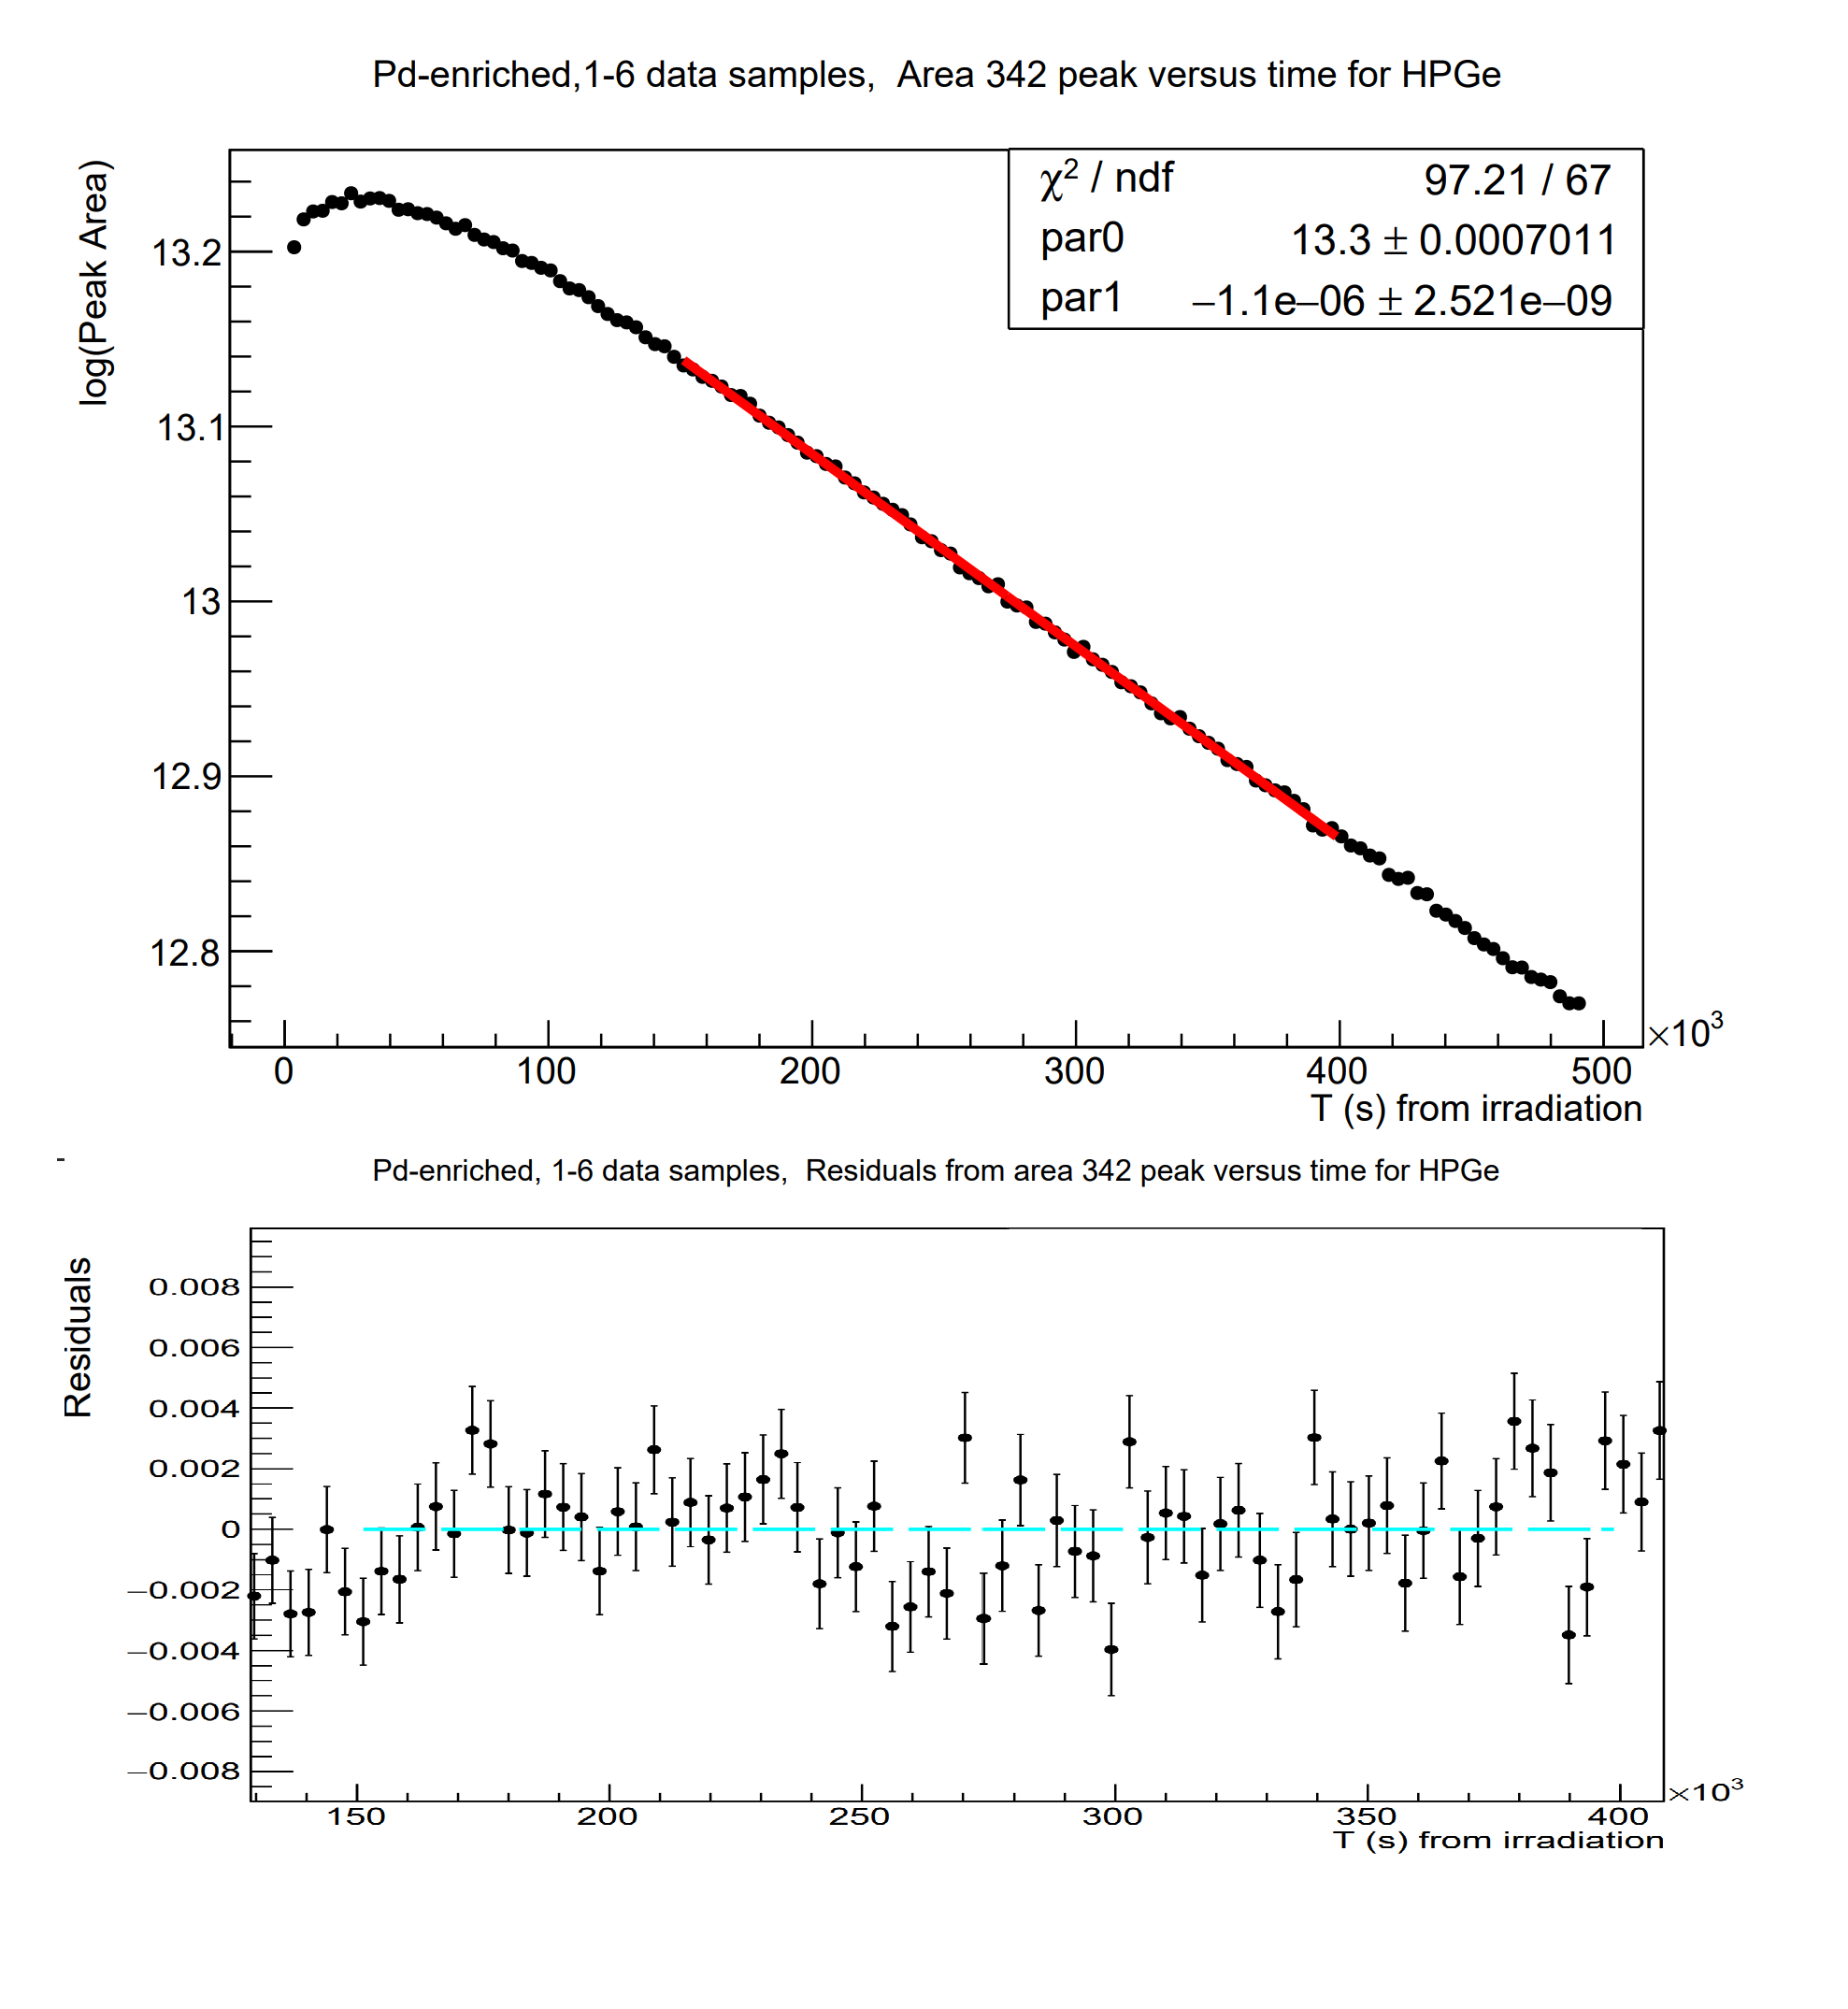 Pd-enriched,1-6 data samples,  Area 342 peak versus time for HPGe
log(Peak Area)
χ² / ndf 97.21 / 67
par0 13.3 ± 0.0007011
par1 −1.1e−06 ± 2.521e−09
13.2
13.1
13
12.9
12.8
0 100 200 300 400 500
×10³
T (s) from irradiation
-
Pd-enriched, 1-6 data samples,  Residuals from area 342 peak versus time for HPGe
Residuals
0.008
0.006
0.004
0.002
0
−0.002
−0.004
−0.006
−0.008
150 200 250 300 350 400
×10³
T (s) from irradiation